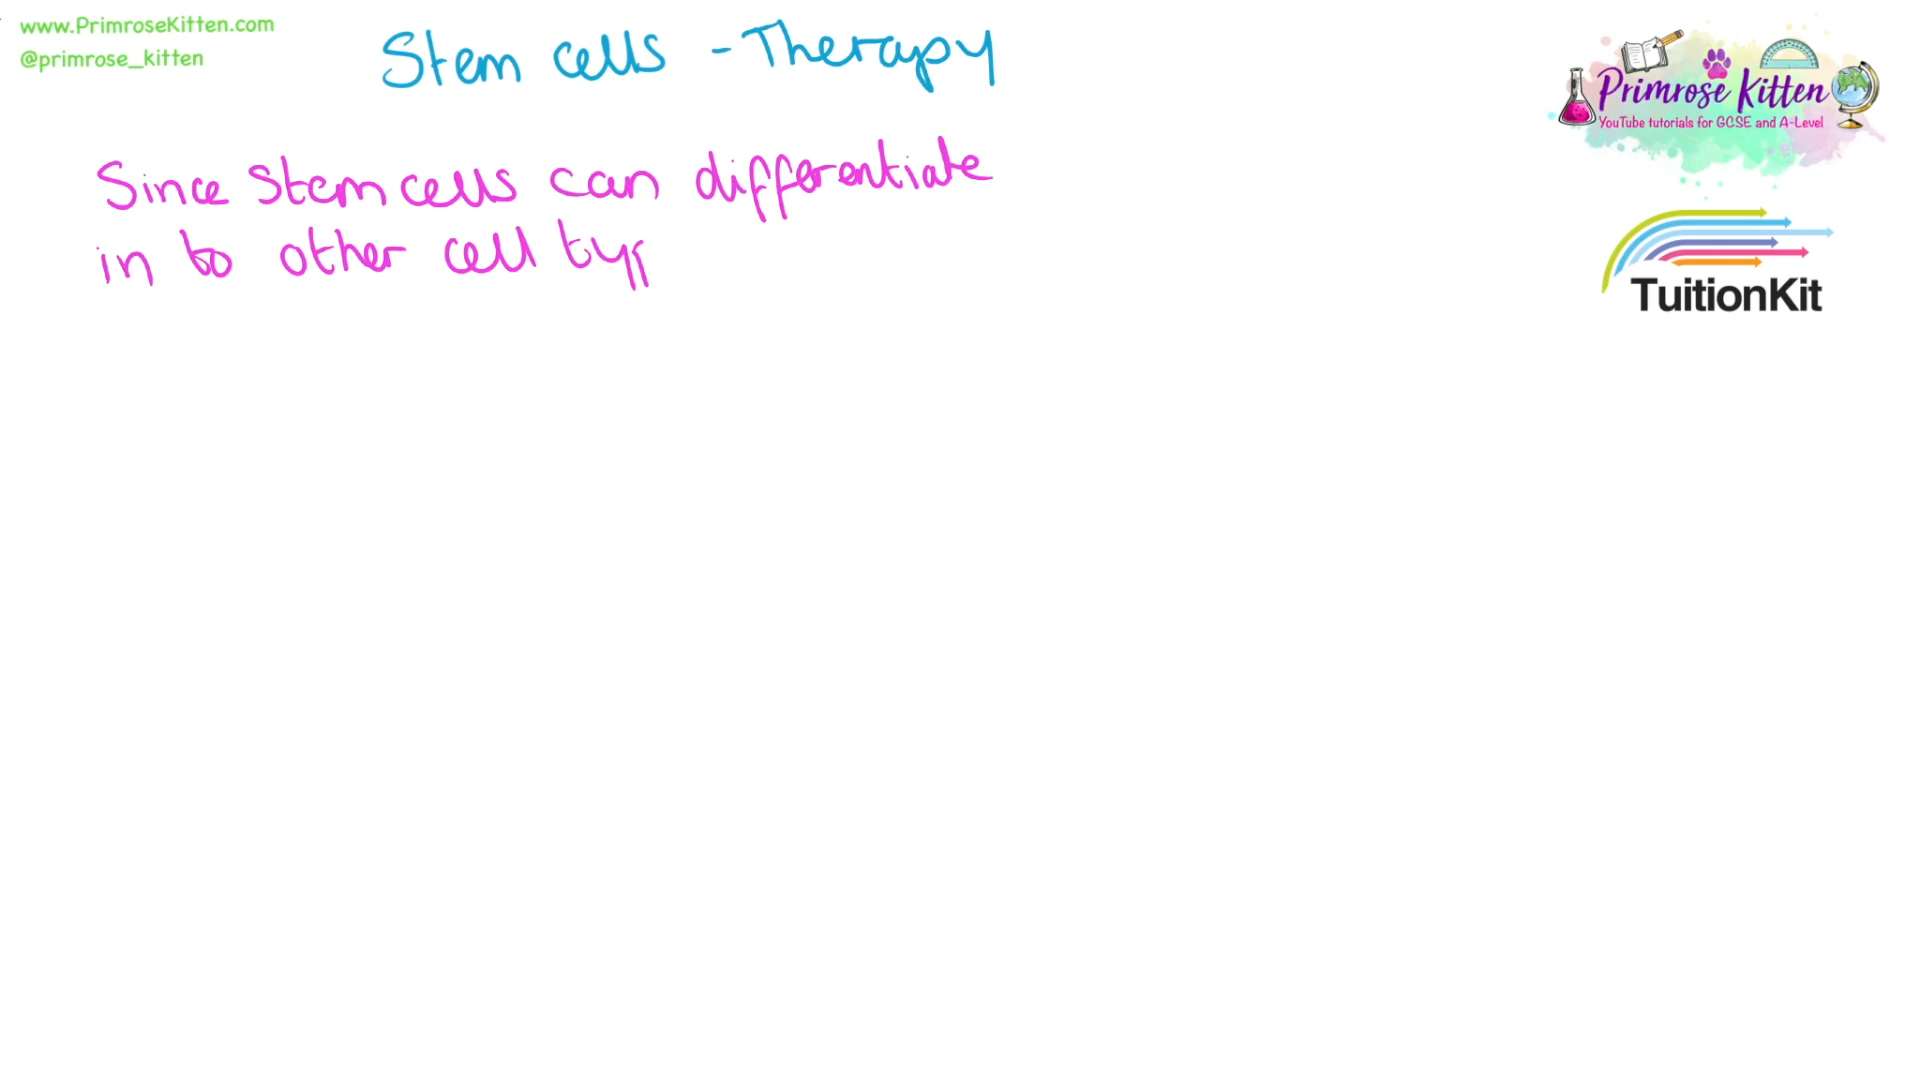 www.PrimroseKitten.com
@primrose_kitten
Stem cells - Therapy
Primrose Kitten
YouTube tutorials for GCSE and A-Level
Since stem cells can differentiate
in to other cell typ
TuitionKit